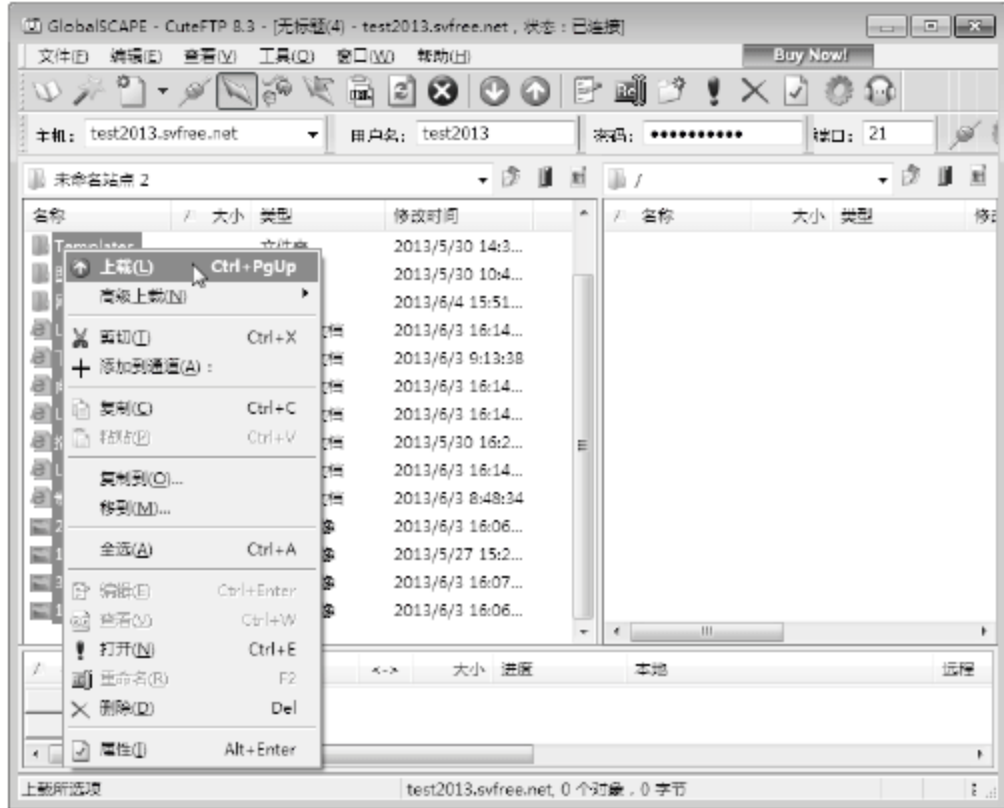 GlobalSCAPE - CuteFTP 8.3 - [无标题(4) - test2013.svfree.net，状态：已连接]
文件(F) 编辑(E) 查看(V) 工具(O) 窗口(W) 帮助(H) Buy Now!
主机: test2013.svfree.net 用户名: test2013 密码: •••••••••• 端口: 21
未命名站点 2 /
名称 大小 类型 修改时间 名称 大小 类型
Templates 文件夹 2013/5/30 14:3...
2013/5/30 10:4...
2013/6/4 15:51...
2013/6/3 16:14...
2013/6/3 9:13:38
2013/6/3 16:14...
2013/6/3 16:14...
2013/5/30 16:2...
2013/6/3 16:14...
2013/6/3 8:48:34
2013/6/3 16:06...
2013/5/27 15:2...
2013/6/3 16:07...
2013/6/3 16:06...
上载(L) Ctrl+PgUp
高级上载(N)
剪切(T) Ctrl+X
添加到通道(A)：
复制(C) Ctrl+C
粘贴(P) Ctrl+V
复制到(O)...
移到(M)...
全选(A) Ctrl+A
编辑(E) Ctrl+Enter
查看(V) Ctrl+W
打开(N) Ctrl+E
重命名(R) F2
删除(D) Del
属性(I) Alt+Enter
<-> 大小 进度 本地 远程
上载所选项 test2013.svfree.net, 0 个对象，0 字节